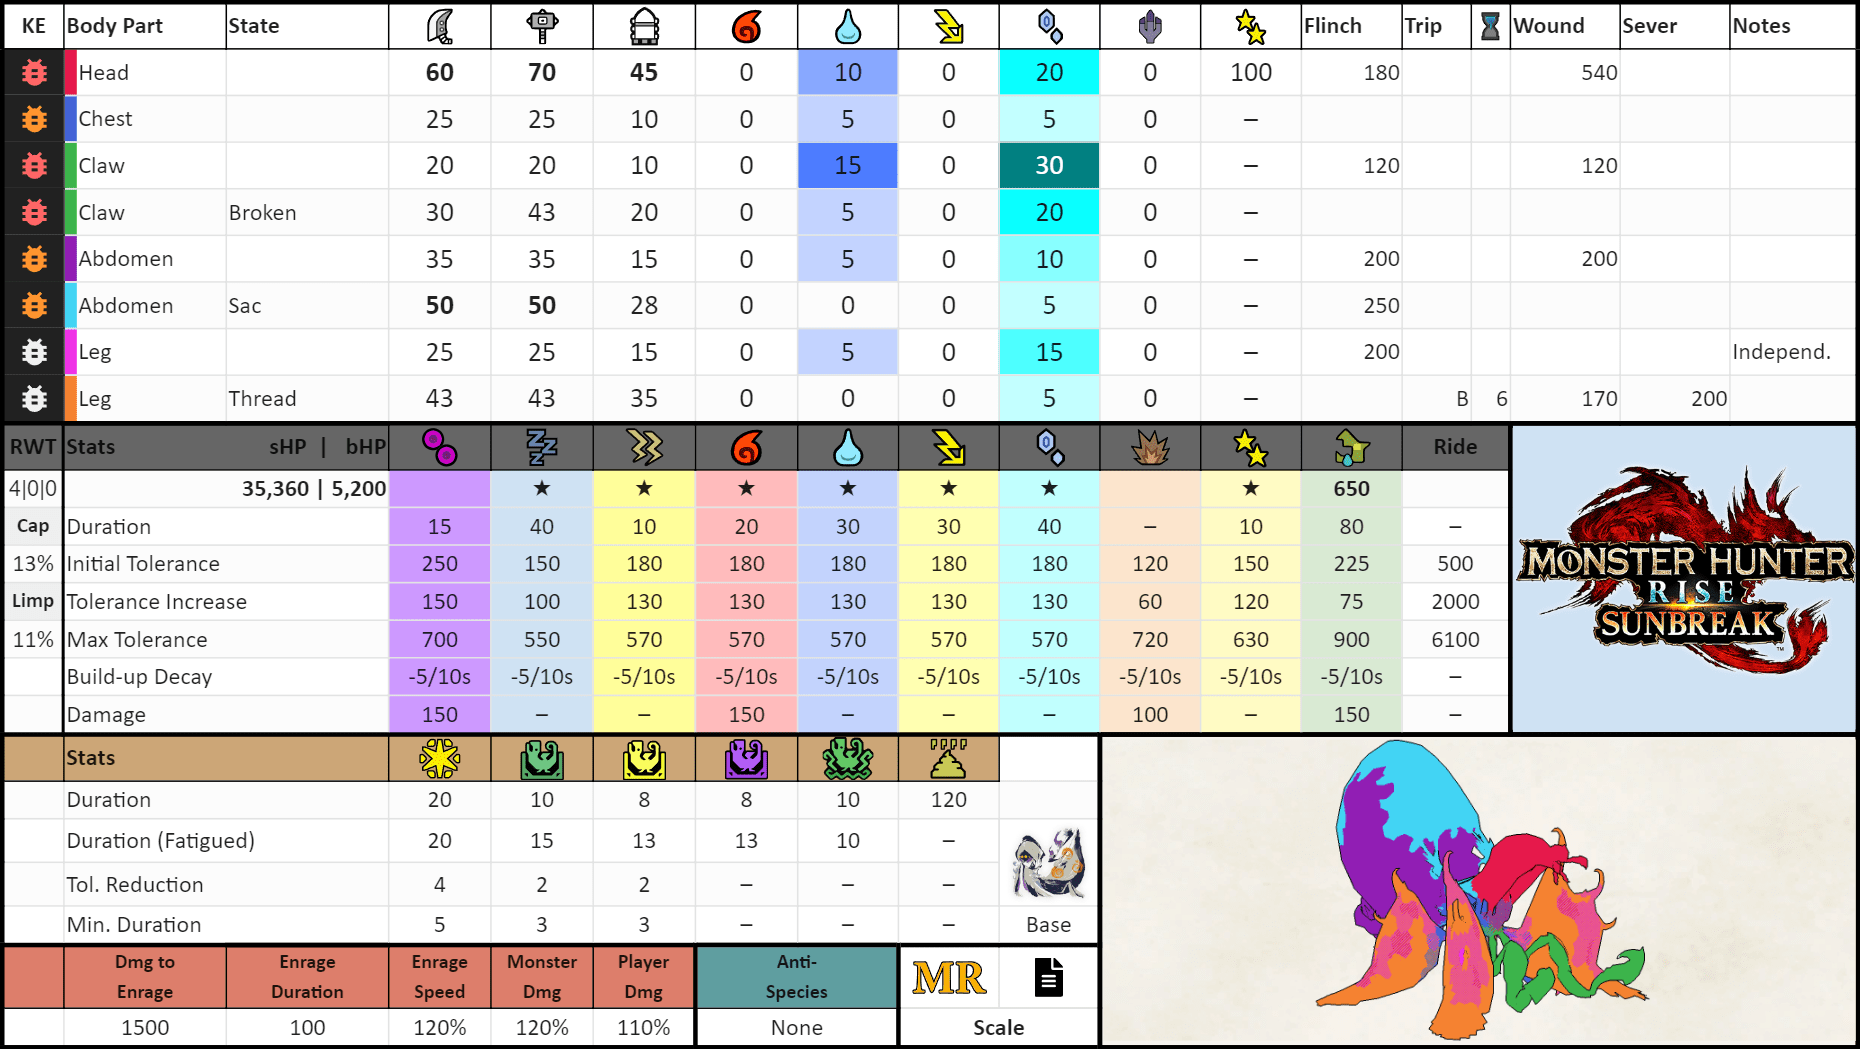 KE Body Part State Flinch Trip Wound Sever Notes
Head 60 70 45 0 10 0 20 0 100 180 540
Chest 25 25 10 0 5 0 5 0 –
Claw 20 20 10 0 15 0 30 0 – 120 120
Claw Broken 30 43 20 0 5 0 20 0 –
Abdomen 35 35 15 0 5 0 10 0 – 200 200
Abdomen Sac 50 50 28 0 0 0 5 0 – 250
Leg 25 25 15 0 5 0 15 0 – 200 Independ.
Leg Thread 43 43 35 0 0 0 5 0 – B 6 170 200
RWT Stats sHP | bHP Ride
4|0|0 35,360 | 5,200 ★ ★ ★ ★ ★ ★ ★ 650
Cap Duration 15 40 10 20 30 30 40 – 10 80 –
13% Initial Tolerance 250 150 180 180 180 180 180 120 150 225 500
Limp Tolerance Increase 150 100 130 130 130 130 130 60 120 75 2000
11% Max Tolerance 700 550 570 570 570 570 570 720 630 900 6100
Build-up Decay -5/10s -5/10s -5/10s -5/10s -5/10s -5/10s -5/10s -5/10s -5/10s -5/10s –
Damage 150 – – 150 – – – 100 – 150 –
MONSTER HUNTER
RISE
SUNBREAK™
Stats
Duration 20 10 8 8 10 120
Duration (Fatigued) 20 15 13 13 10 –
Tol. Reduction 4 2 2 – – –
Min. Duration 5 3 3 – – – Base
Dmg to Enrage Enrage Monster Player Anti-
Enrage Duration Speed Dmg Dmg Species MR
1500 100 120% 120% 110% None Scale